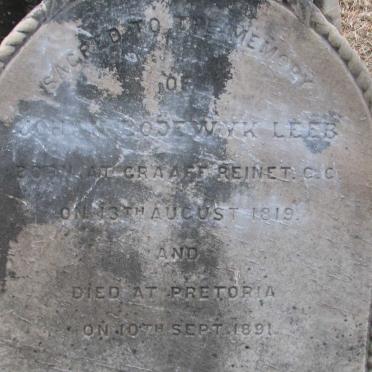 SACRED TO THE MEMORY
OF
JOHAN LODEWYK LEEB
BORN AT GRAAFF REINET. C.C.
ON 13TH AUGUST 1819.
AND
DIED AT PRETORIA
ON 10TH SEPT. 1891.